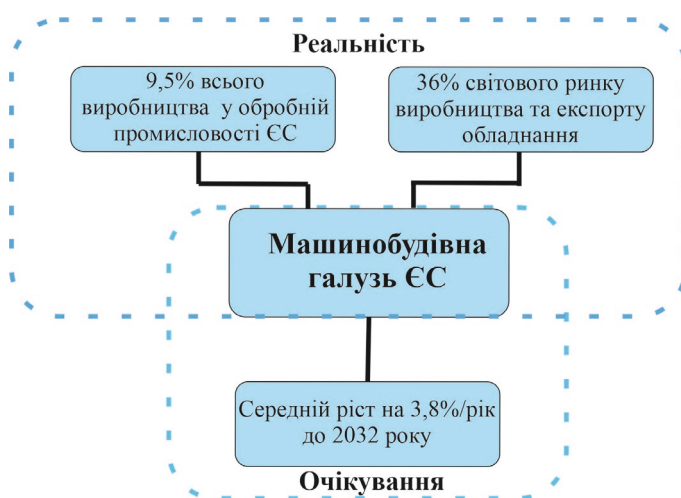 Реальність
9,5% всього
виробництва у обробній
промисловості ЄС
36% світового ринку
виробництва та експорту
обладнання
Машинобудівна
галузь ЄС
Середній ріст на 3,8%/рік
до 2032 року
Очікування